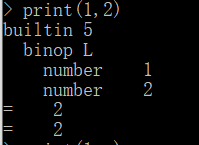 > print(1,2)
builtin 5
  binop L
    number    1
    number    2
=    2
=    2